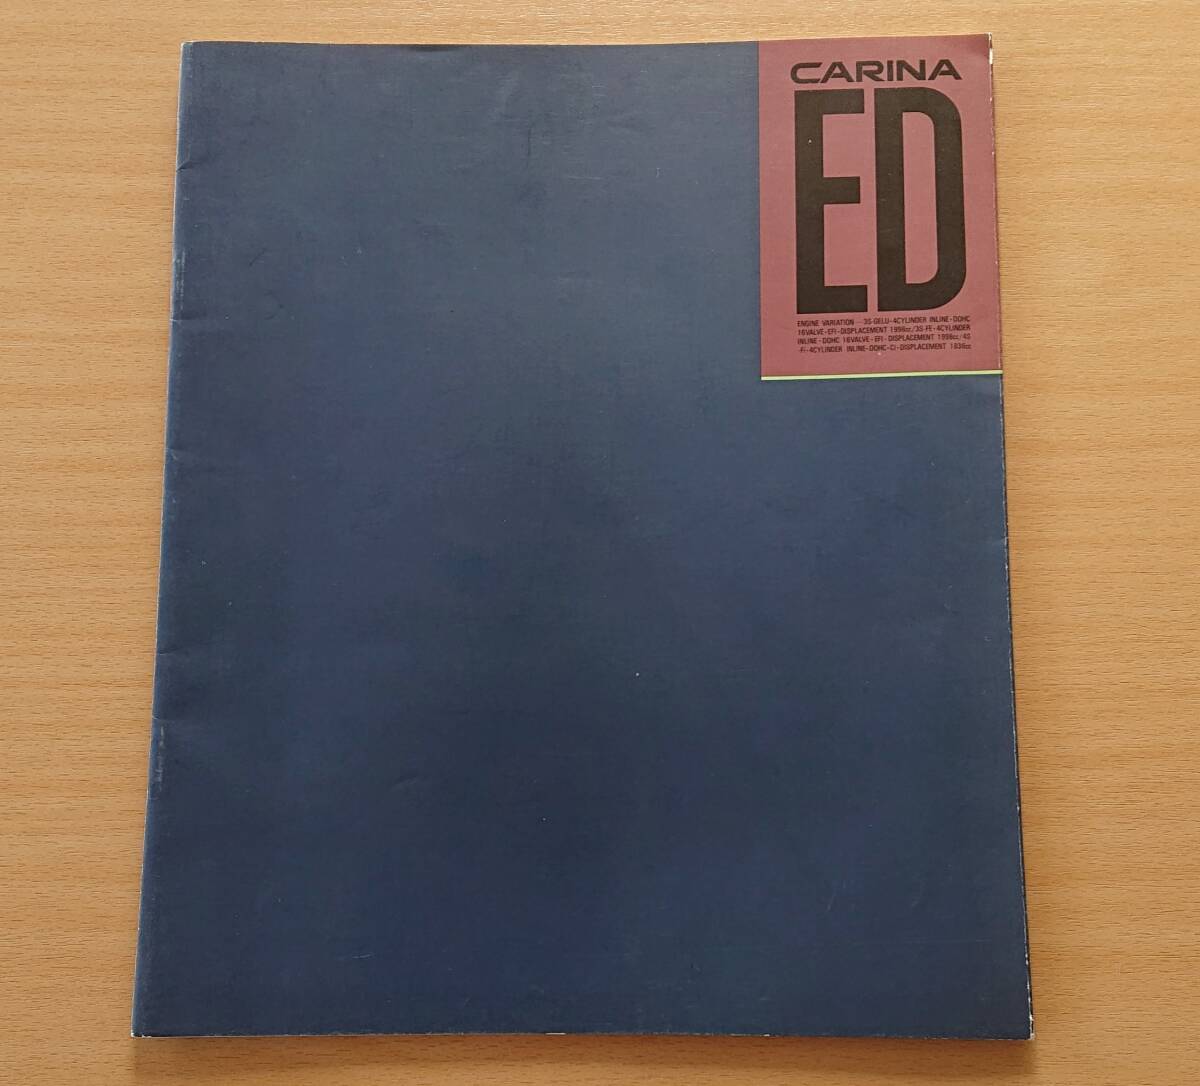 CARINA
ED
ENGINE VARIATION—3S-GELU-4CYLINDER INLINE-DOHC
16VALVE-EFI-DISPLACEMENT 1998cc/3S-FE-4CYLINDER
INLINE-DOHC 16VALVE-EFI-DISPLACEMENT 1998cc/4S
-Fi-4CYLINDER INLINE-DOHC-Ci-DISPLACEMENT 1838cc